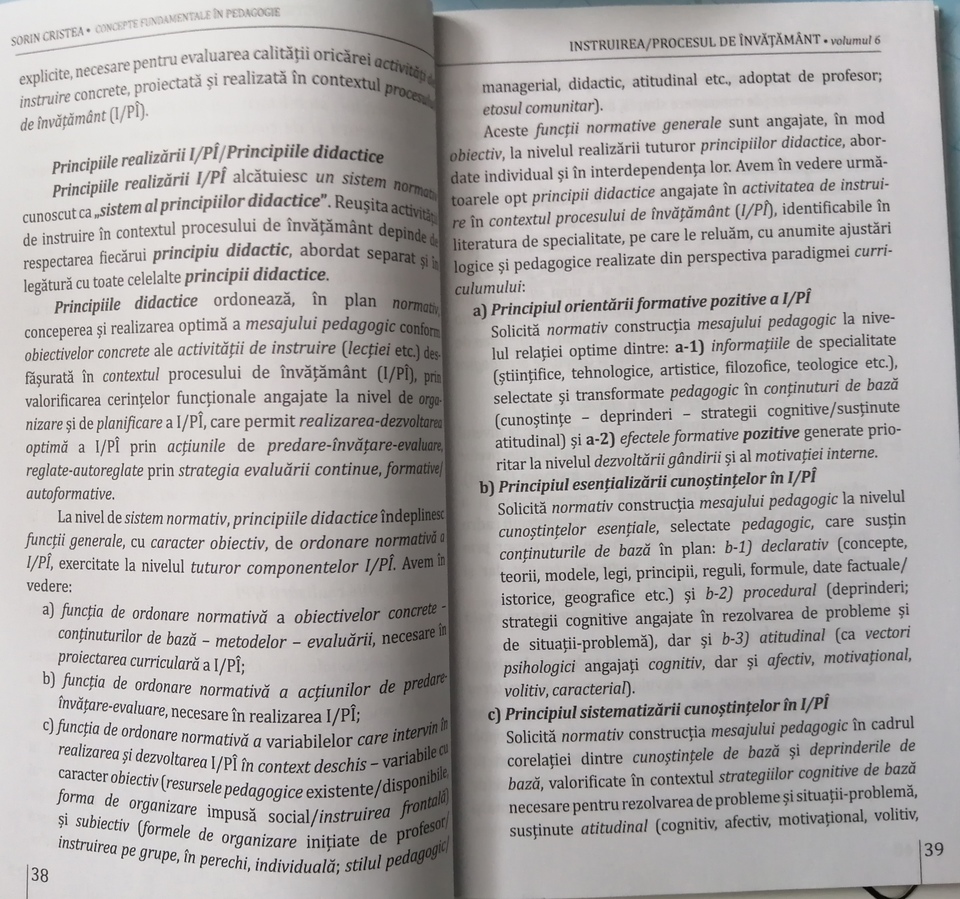 SORIN CRISTEA • CONCEPTE FUNDAMENTALE ÎN PEDAGOGIE
explicite, necesare pentru evaluarea calității oricărei activități de
instruire concrete, proiectată și realizată în contextul procesului
de învățământ (I/PÎ).
Principiile realizării I/PÎ/Principiile didactice
Principiile realizării I/PÎ alcătuiesc un sistem normativ
cunoscut ca „sistem al principiilor didactice”. Reușita activității
de instruire în contextul procesului de învățământ depinde de
respectarea fiecărui principiu didactic, abordat separat și în
legătură cu toate celelalte principii didactice.
Principiile didactice ordonează, în plan normativ,
conceperea și realizarea optimă a mesajului pedagogic conform
obiectivelor concrete ale activității de instruire (lecției etc.) des-
fășurată în contextul procesului de învățământ (I/PÎ), prin
valorificarea cerințelor funcționale angajate la nivel de orga-
nizare și de planificare a I/PÎ, care permit realizarea-dezvoltarea
optimă a I/PÎ prin acțiunile de predare-învățare-evaluare,
reglate-autoreglate prin strategia evaluării continue, formative/
autoformative.
La nivel de sistem normativ, principiile didactice îndeplinesc
funcții generale, cu caracter obiectiv, de ordonare normativă a
I/PÎ, exercitate la nivelul tuturor componentelor I/PÎ. Avem în
vedere:
a) funcția de ordonare normativă a obiectivelor concrete –
conținuturilor de bază – metodelor – evaluării, necesare în
proiectarea curriculară a I/PÎ;
b) funcția de ordonare normativă a acțiunilor de predare-
învățare-evaluare, necesare în realizarea I/PÎ;
c) funcția de ordonare normativă a variabilelor care intervin în
realizarea și dezvoltarea I/PÎ în context deschis – variabile cu
caracter obiectiv (resursele pedagogice existente/disponibile,
forma de organizare impusă social/instruirea frontală)
și subiectiv (formele de organizare inițiate de profesor/
instruirea pe grupe, în perechi, individuală; stilul pedagogic/
38
INSTRUIREA/PROCESUL DE ÎNVĂȚĂMÂNT • volumul 6
managerial, didactic, atitudinal etc., adoptat de profesor;
etosul comunitar).
Aceste funcții normative generale sunt angajate, în mod
obiectiv, la nivelul realizării tuturor principiilor didactice, abor-
date individual și în interdependența lor. Avem în vedere urmă-
toarele opt principii didactice angajate în activitatea de instrui-
re în contextul procesului de învățământ (I/PÎ), identificabile în
literatura de specialitate, pe care le reluăm, cu anumite ajustări
logice și pedagogice realizate din perspectiva paradigmei curri-
culumului:
a) Principiul orientării formative pozitive a I/PÎ
Solicită normativ construcția mesajului pedagogic la nive-
lul relației optime dintre: a-1) informațiile de specialitate
(științifice, tehnologice, artistice, filozofice, teologice etc.),
selectate și transformate pedagogic în conținuturi de bază
(cunoștințe – deprinderi – strategii cognitive/susținute
atitudinal) și a-2) efectele formative pozitive generate prio-
ritar la nivelul dezvoltării gândirii și al motivației interne.
b) Principiul esențializării cunoștințelor în I/PÎ
Solicită normativ construcția mesajului pedagogic la nivelul
cunoștințelor esențiale, selectate pedagogic, care susțin
conținuturile de bază în plan: b-1) declarativ (concepte,
teorii, modele, legi, principii, reguli, formule, date factuale/
istorice, geografice etc.) și b-2) procedural (deprinderi;
strategii cognitive angajate în rezolvarea de probleme și
de situații-problemă), dar și b-3) atitudinal (ca vectori
psihologici angajați cognitiv, dar și afectiv, motivațional,
volitiv, caracterial).
c) Principiul sistematizării cunoștințelor în I/PÎ
Solicită normativ construcția mesajului pedagogic în cadrul
corelației dintre cunoștințele de bază și deprinderile de
bază, valorificate în contextul strategiilor cognitive de bază
necesare pentru rezolvarea de probleme și situații-problemă,
susținute atitudinal (cognitiv, afectiv, motivațional, volitiv,
39